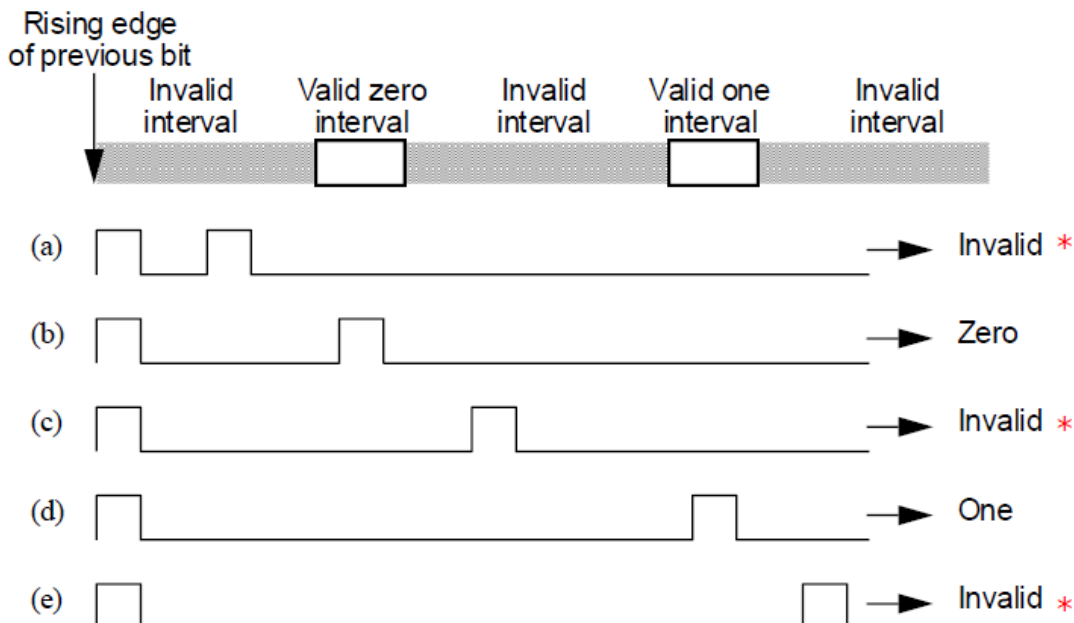 Rising edge
of previous bit
Invalid interval
Valid zero interval
Invalid interval
Valid one interval
Invalid interval
(a) Invalid *
(b) Zero
(c) Invalid *
(d) One
(e) Invalid *